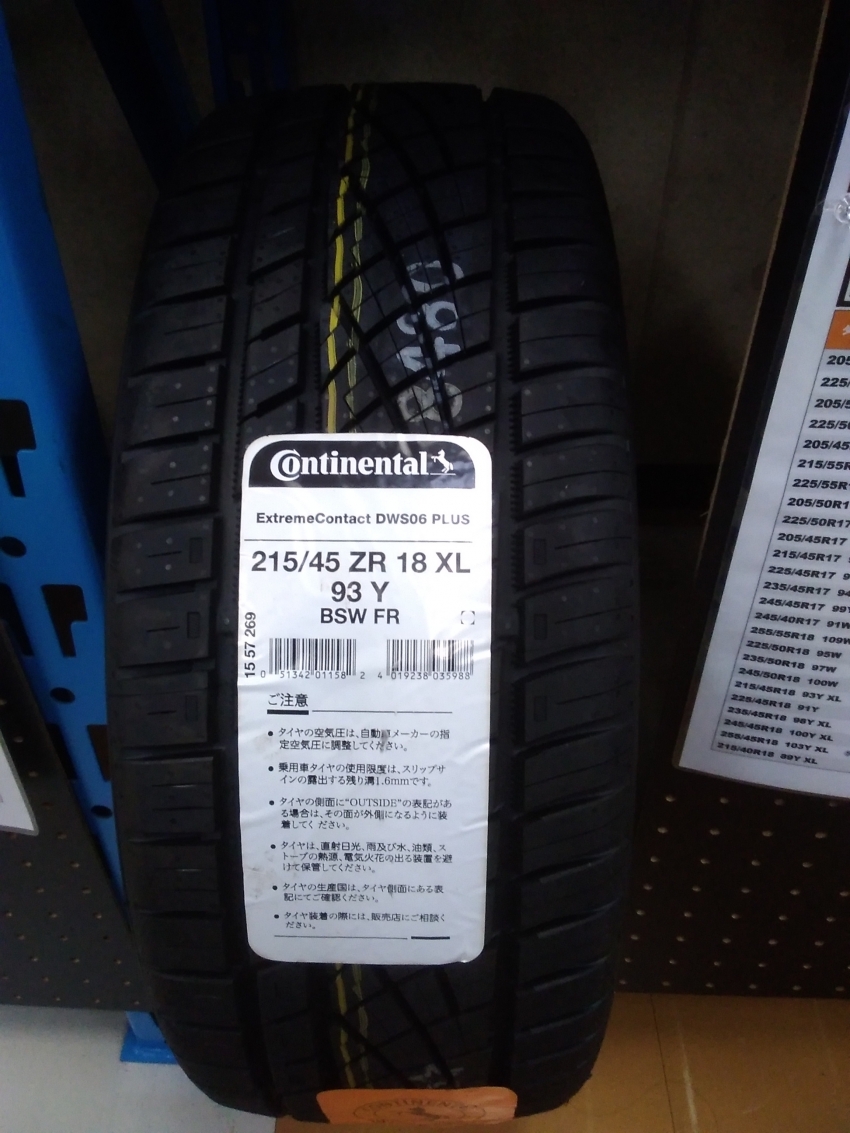 Continental
ExtremeContact DWS06 PLUS
215/45 ZR 18 XL
93 Y
BSW FR
15 57 269
0 51342 01158 2
4 019238 035988
ご注意
● タイヤの空気圧は、自動車メーカーの指
定空気圧に調整してください。
● 乗用車タイヤの使用限度は、スリップサ
インの露出する残り溝1.6mmです。
● タイヤの側面に"OUTSIDE"の表記があ
る場合は、その面が外側になるように装
着してください。
● タイヤは、直射日光、雨及び水、油類、ス
トーブの熱源、電気火花の出る装置を避
けて保管してください。
● タイヤの生産国は、タイヤ側面にある表
記にてご確認ください。
● タイヤ装着の際には、販売店にご相談く
ださい。
CONTINENTAL
205/45
215/55R
225/55R
205/50R1
225/50R17
205/45R17
215/45R17
225/45R17
235/45R17 94
245/45R17 99Y
245/40R17 91W
255/55R18 109W
225/50R18 95W
235/50R18 97W
245/50R18 100W
215/45R18 93Y XL
225/45R18 91Y
235/45R18 98Y XL
245/45R18 100Y XL
255/45R18 103Y XL
215/40R18 89Y XL